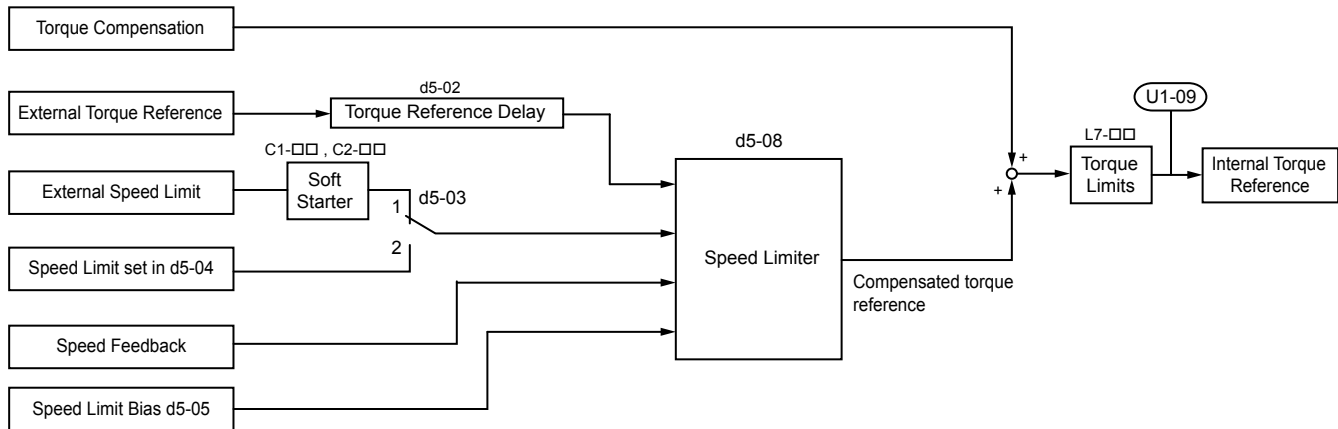 Torque Compensation
U1-09
External Torque Reference
d5-02
Torque Reference Delay
C1-□□ , C2-□□
d5-08
L7-□□
+
External Speed Limit
Soft
Starter
1
d5-03
+
Torque
Limits
Internal Torque
Reference
Speed Limit set in d5-04
2
Speed Limiter
Compensated torque
reference
Speed Feedback
Speed Limit Bias d5-05